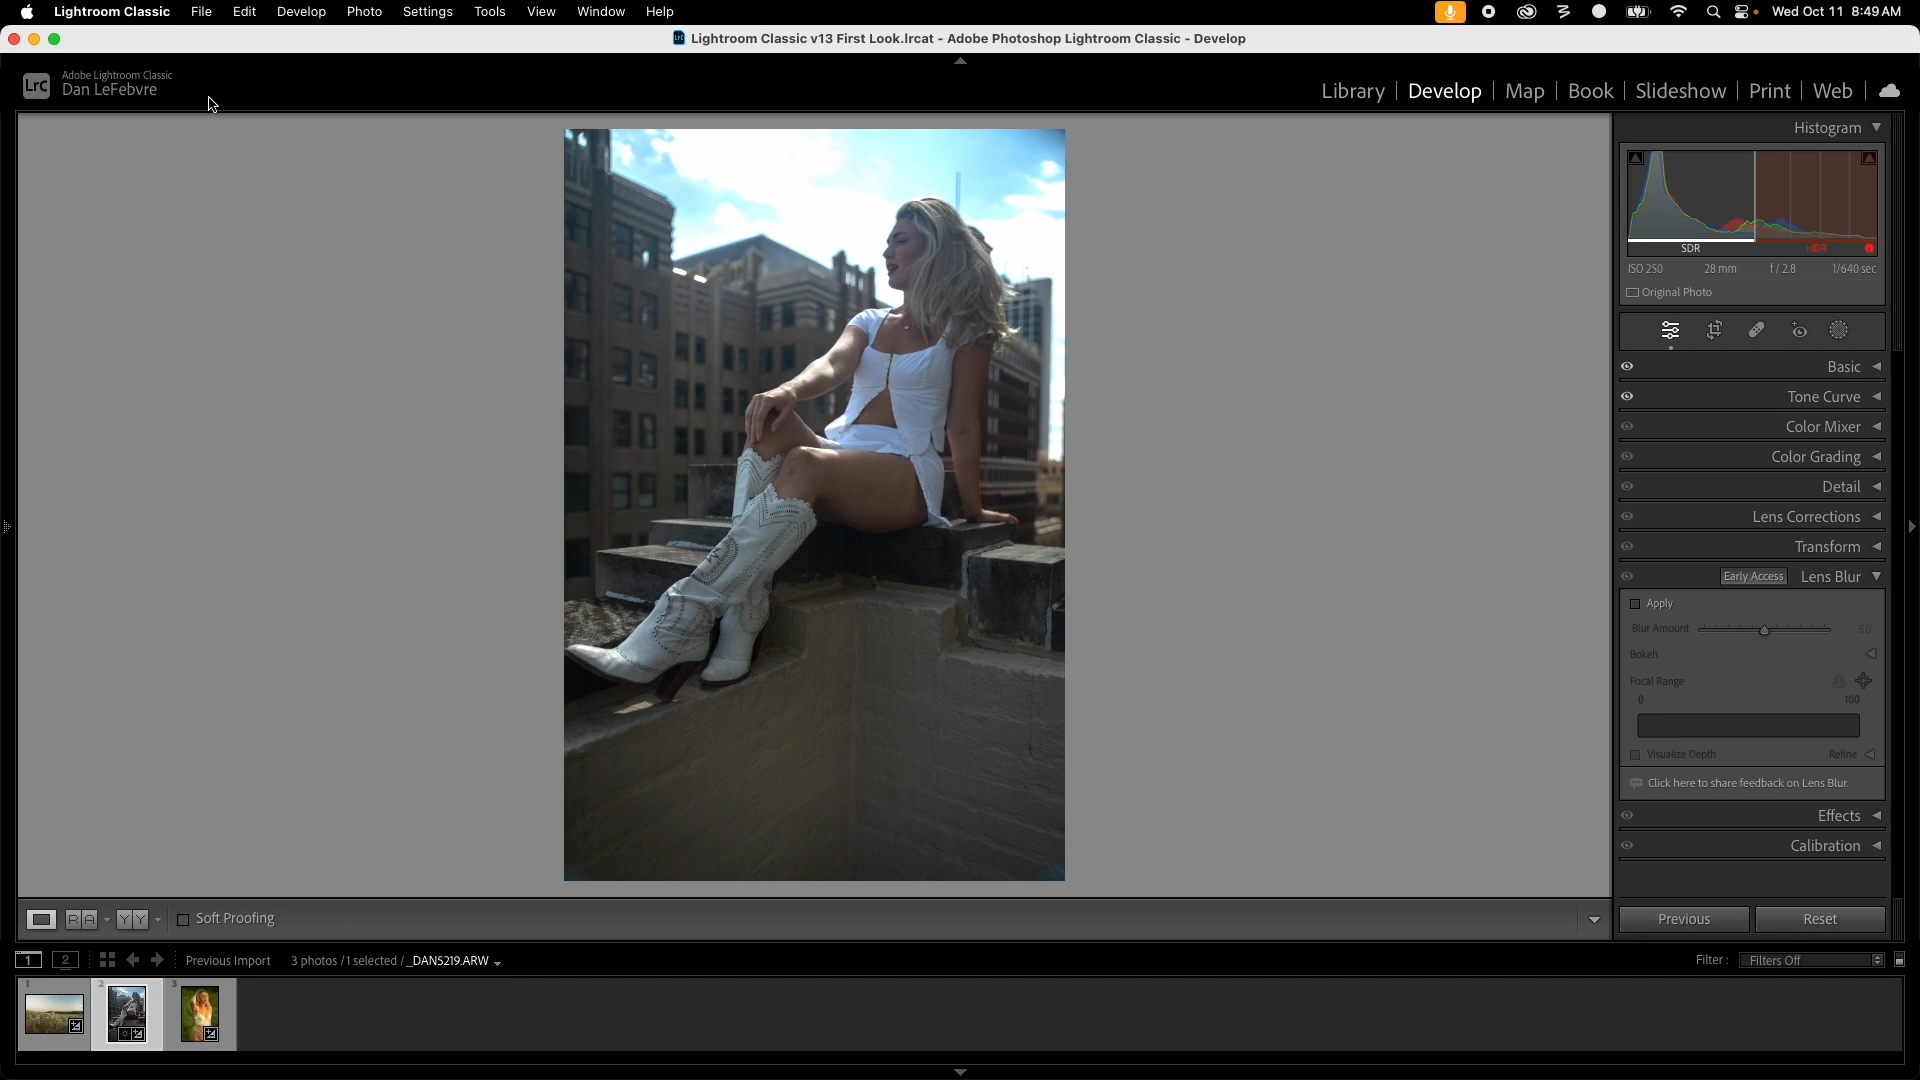 Lightroom Classic File Edit Develop Photo Settings Tools View Window Help Wed Oct 11 8:49 AM
Lightroom Classic v13 First Look.lrcat - Adobe Photoshop Lightroom Classic - Develop
LrC Adobe Lightroom Classic
Dan LeFebvre
Library | Develop | Map | Book | Slideshow | Print | Web
Histogram
SDR HDR
ISO 250 28 mm f / 2.8 1/640 sec
Original Photo
Basic
Tone Curve
Color Mixer
Color Grading
Detail
Lens Corrections
Transform
Early Access Lens Blur
Apply
Blur Amount 50
Bokeh
Focal Range
0 100
Visualize Depth Refine
Click here to share feedback on Lens Blur.
Effects
Calibration
Previous Reset
R A Y Y Soft Proofing
1 2 Previous Import 3 photos / 1 selected / _DAN5219.ARW Filter : Filters Off
1 2 3